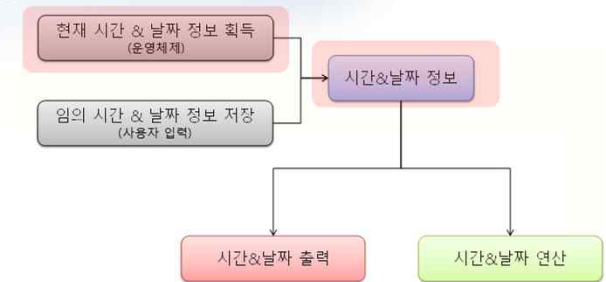 현재 시간 & 날짜 정보 획득
(운영체제)
시간&날짜 정보
임의 시간 & 날짜 정보 저장
(사용자 입력)
시간&날짜 출력
시간&날짜 연산